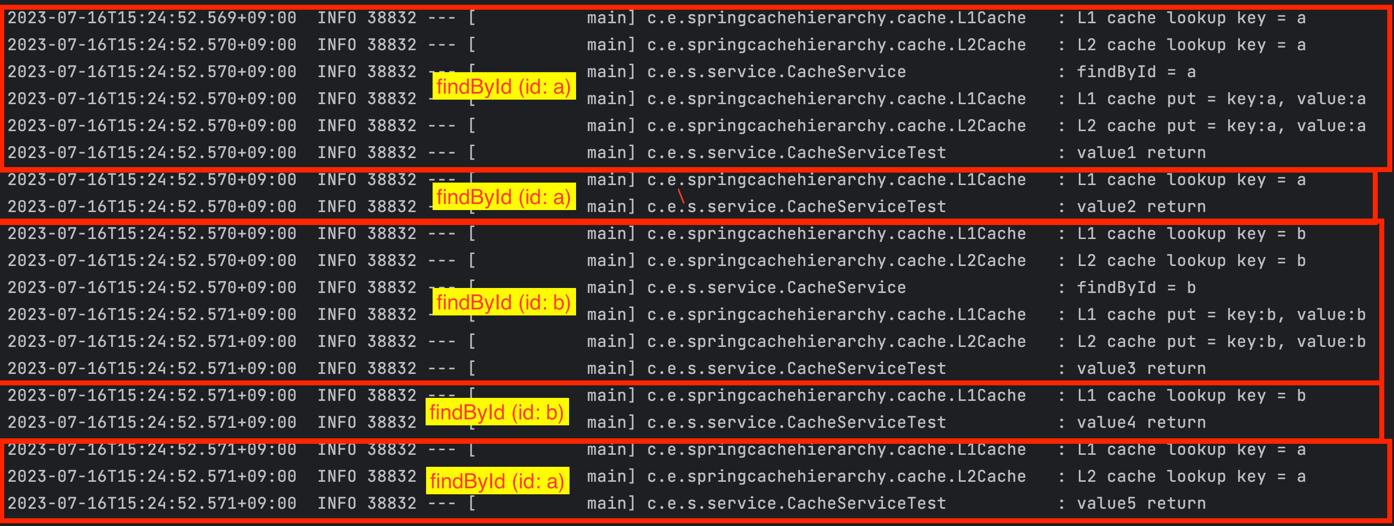 2023-07-16T15:24:52.569+09:00  INFO 38832 --- [           main] c.e.springcachehierarchy.cache.L1Cache   : L1 cache lookup key = a
2023-07-16T15:24:52.570+09:00  INFO 38832 --- [           main] c.e.springcachehierarchy.cache.L2Cache   : L2 cache lookup key = a
2023-07-16T15:24:52.570+09:00  INFO 38832 --- [           main] c.e.s.service.CacheService               : findById = a
findById (id: a)
2023-07-16T15:24:52.570+09:00  INFO 38832 --- [           main] c.e.springcachehierarchy.cache.L1Cache   : L1 cache put = key:a, value:a
2023-07-16T15:24:52.570+09:00  INFO 38832 --- [           main] c.e.springcachehierarchy.cache.L2Cache   : L2 cache put = key:a, value:a
2023-07-16T15:24:52.570+09:00  INFO 38832 --- [           main] c.e.s.service.CacheServiceTest           : value1 return
2023-07-16T15:24:52.570+09:00  INFO 38832 --- [           main] c.e.springcachehierarchy.cache.L1Cache   : L1 cache lookup key = a
findById (id: a)
2023-07-16T15:24:52.570+09:00  INFO 38832 --- [           main] c.e.s.service.CacheServiceTest           : value2 return
2023-07-16T15:24:52.570+09:00  INFO 38832 --- [           main] c.e.springcachehierarchy.cache.L1Cache   : L1 cache lookup key = b
2023-07-16T15:24:52.570+09:00  INFO 38832 --- [           main] c.e.springcachehierarchy.cache.L2Cache   : L2 cache lookup key = b
2023-07-16T15:24:52.570+09:00  INFO 38832 --- [           main] c.e.s.service.CacheService               : findById = b
findById (id: b)
2023-07-16T15:24:52.571+09:00  INFO 38832 --- [           main] c.e.springcachehierarchy.cache.L1Cache   : L1 cache put = key:b, value:b
2023-07-16T15:24:52.571+09:00  INFO 38832 --- [           main] c.e.springcachehierarchy.cache.L2Cache   : L2 cache put = key:b, value:b
2023-07-16T15:24:52.571+09:00  INFO 38832 --- [           main] c.e.s.service.CacheServiceTest           : value3 return
2023-07-16T15:24:52.571+09:00  INFO 38832 --- [           main] c.e.springcachehierarchy.cache.L1Cache   : L1 cache lookup key = b
findById (id: b)
2023-07-16T15:24:52.571+09:00  INFO 38832 --- [           main] c.e.s.service.CacheServiceTest           : value4 return
2023-07-16T15:24:52.571+09:00  INFO 38832 --- [           main] c.e.springcachehierarchy.cache.L1Cache   : L1 cache lookup key = a
2023-07-16T15:24:52.571+09:00  INFO 38832 --- [           main] c.e.springcachehierarchy.cache.L2Cache   : L2 cache lookup key = a
findById (id: a)
2023-07-16T15:24:52.571+09:00  INFO 38832 --- [           main] c.e.s.service.CacheServiceTest           : value5 return